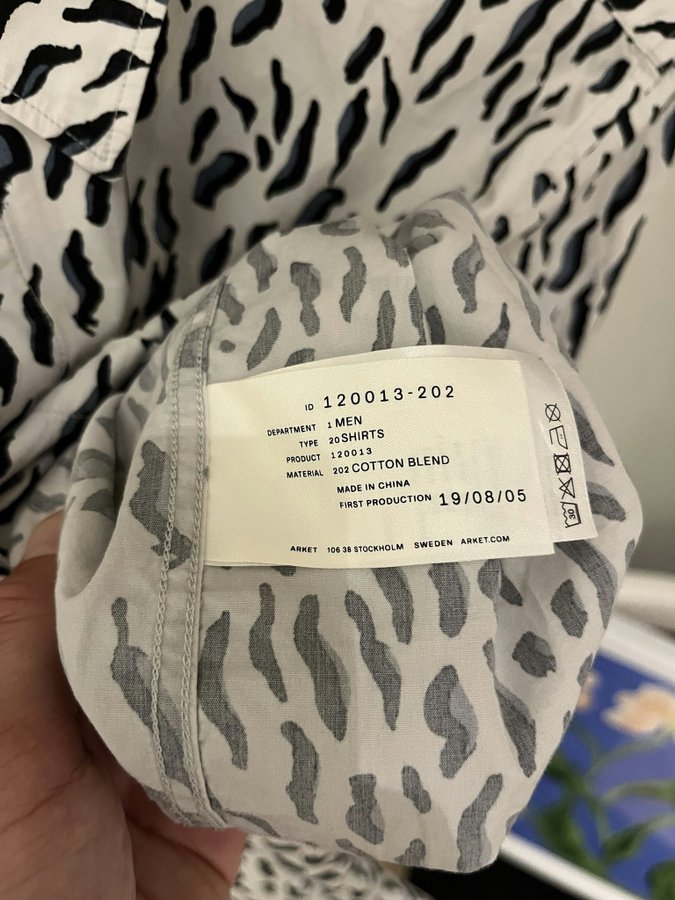 ID 120013-202
DEPARTMENT 1 MEN
TYPE 20 SHIRTS
PRODUCT 120013
MATERIAL 202 COTTON BLEND
MADE IN CHINA
FIRST PRODUCTION 19/08/05
ARKET 106 38 STOCKHOLM SWEDEN ARKET.COM
30